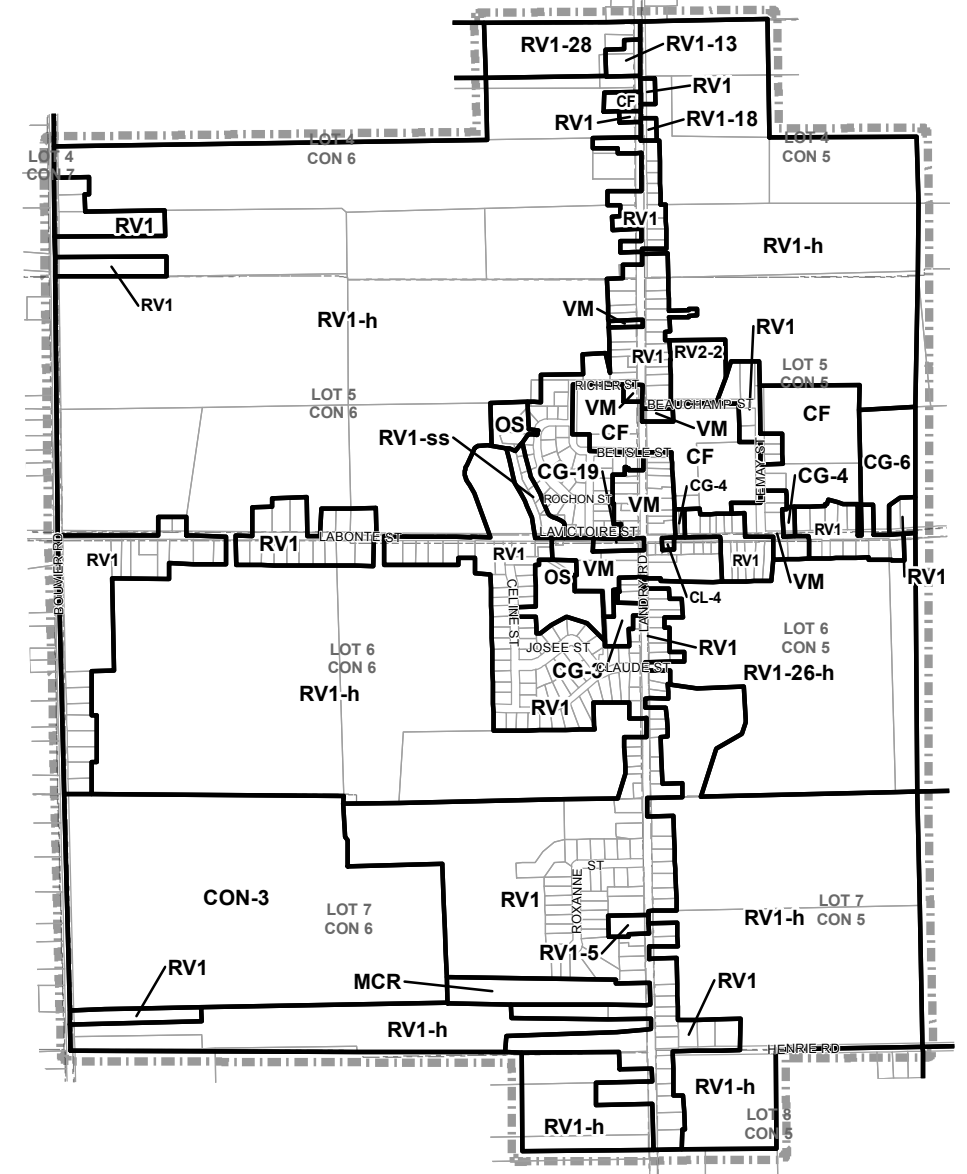 RV1-28
RV1-13
RV1
CF
RV1
RV1-18
LOT 4
CON 6
LOT 4
CON 5
LOT 4
CON 7
RV1
RV1
RV1-h
RV1
VM
RV1-h
RV1
RV1
RV2-2
LOT 5
CON 5
RICHER ST
BEAUCHAMP ST
VM
VM
CF
LOT 5
CON 6
OS
CF
RV1-ss
BELISLE ST
CF
LEMAY ST
CG-6
CG-19
CG-4
CG-4
ROCHON ST
VM
LAVICTOIRE ST
RV1
LABONTE ST
RV1
BOUVIER RD
RV1
RV1
VM
RV1
OS
VM
RV1
CELINE ST
LANDRY RD
CL-4
LOT 6
CON 5
JOSEE ST
RV1
LOT 6
CON 6
CG-3
CLAUDE ST
RV1-26-h
RV1-h
RV1
ST
ROXANNE
CON-3
RV1
LOT 7
CON 6
LOT 7
CON 5
RV1-h
RV1-5
RV1
MCR
RV1
RV1-h
HENRIE RD
RV1-h
LOT 8
CON 5
RV1-h